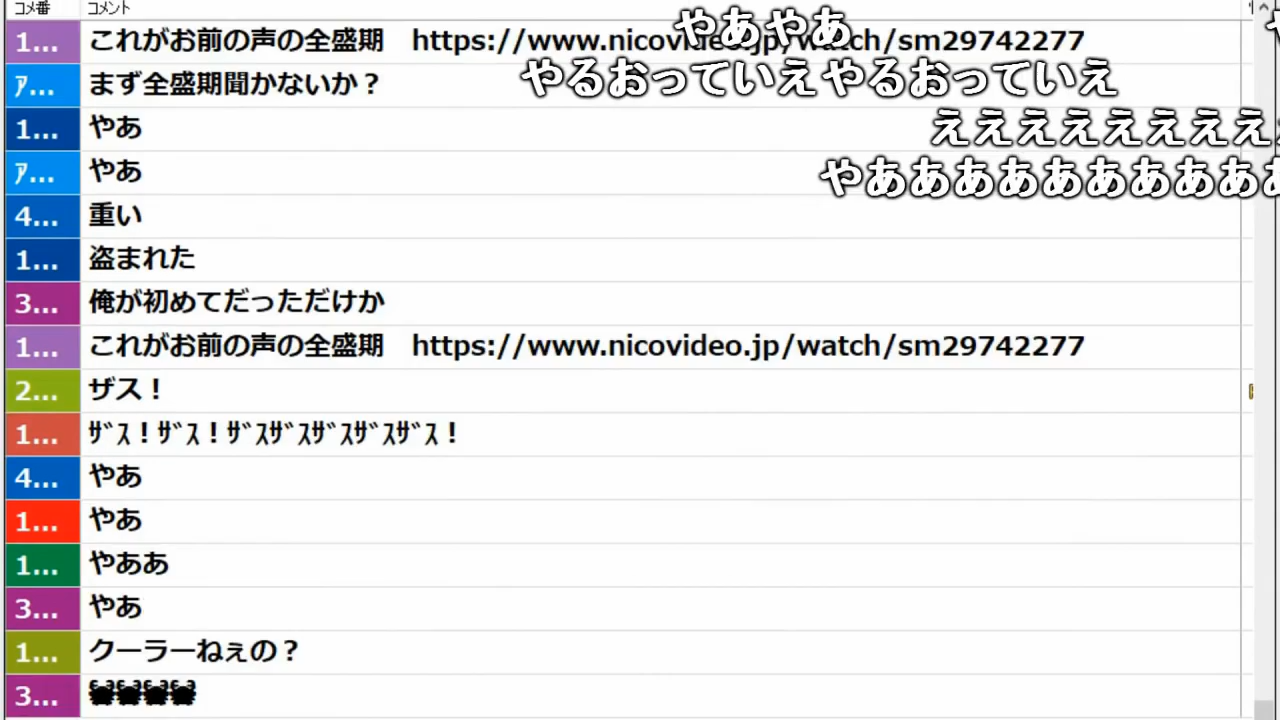 コメ番 コメント
1... これがお前の声の全盛期　https://www.nicovideo.jp/watch/sm29742277
やあやあ
ｱ... まず全盛期聞かないか？
やるおっていえやるおっていえ
1... やあ
ええええええええ
ｱ... やあ
やああああああああああ
4... 重い
1... 盗まれた
3... 俺が初めてだっただけか
1... これがお前の声の全盛期　https://www.nicovideo.jp/watch/sm29742277
2... ザス！
1... ｻﾞｽ！ｻﾞｽ！ｻﾞｽｻﾞｽｻﾞｽｻﾞｽｻﾞｽ！
4... やあ
1... やあ
1... やああ
3... やあ
1... クーラーねぇの？
3...